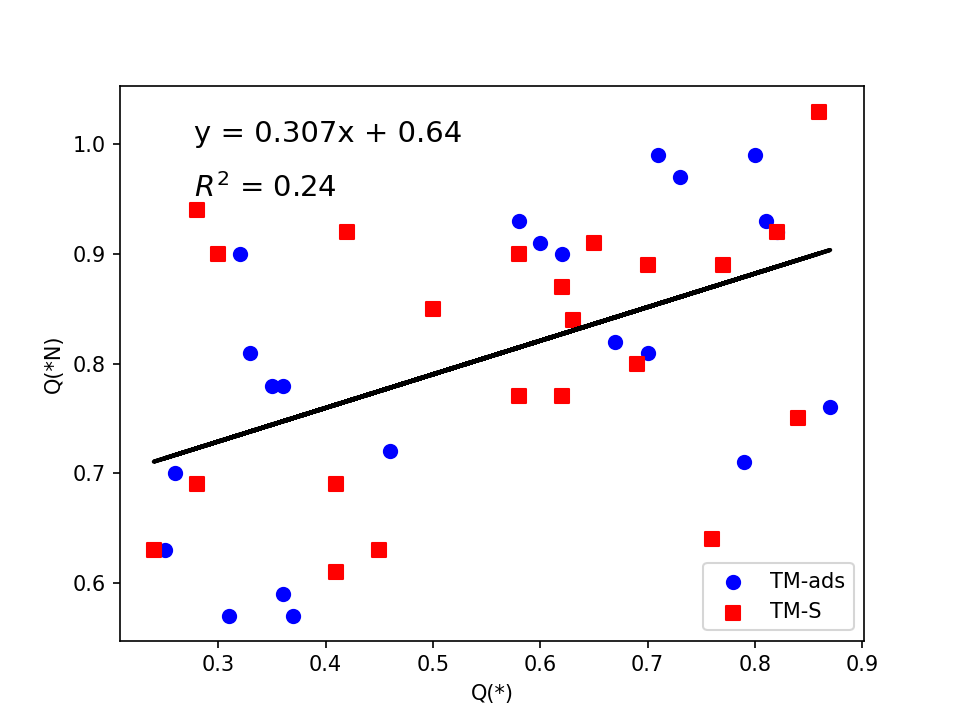 y = 0.307x + 0.64
R² = 0.24
1.0
0.9
0.8
0.7
0.6
Q(*N)
TM-ads
TM-S
0.3 0.4 0.5 0.6 0.7 0.8 0.9
Q(*)